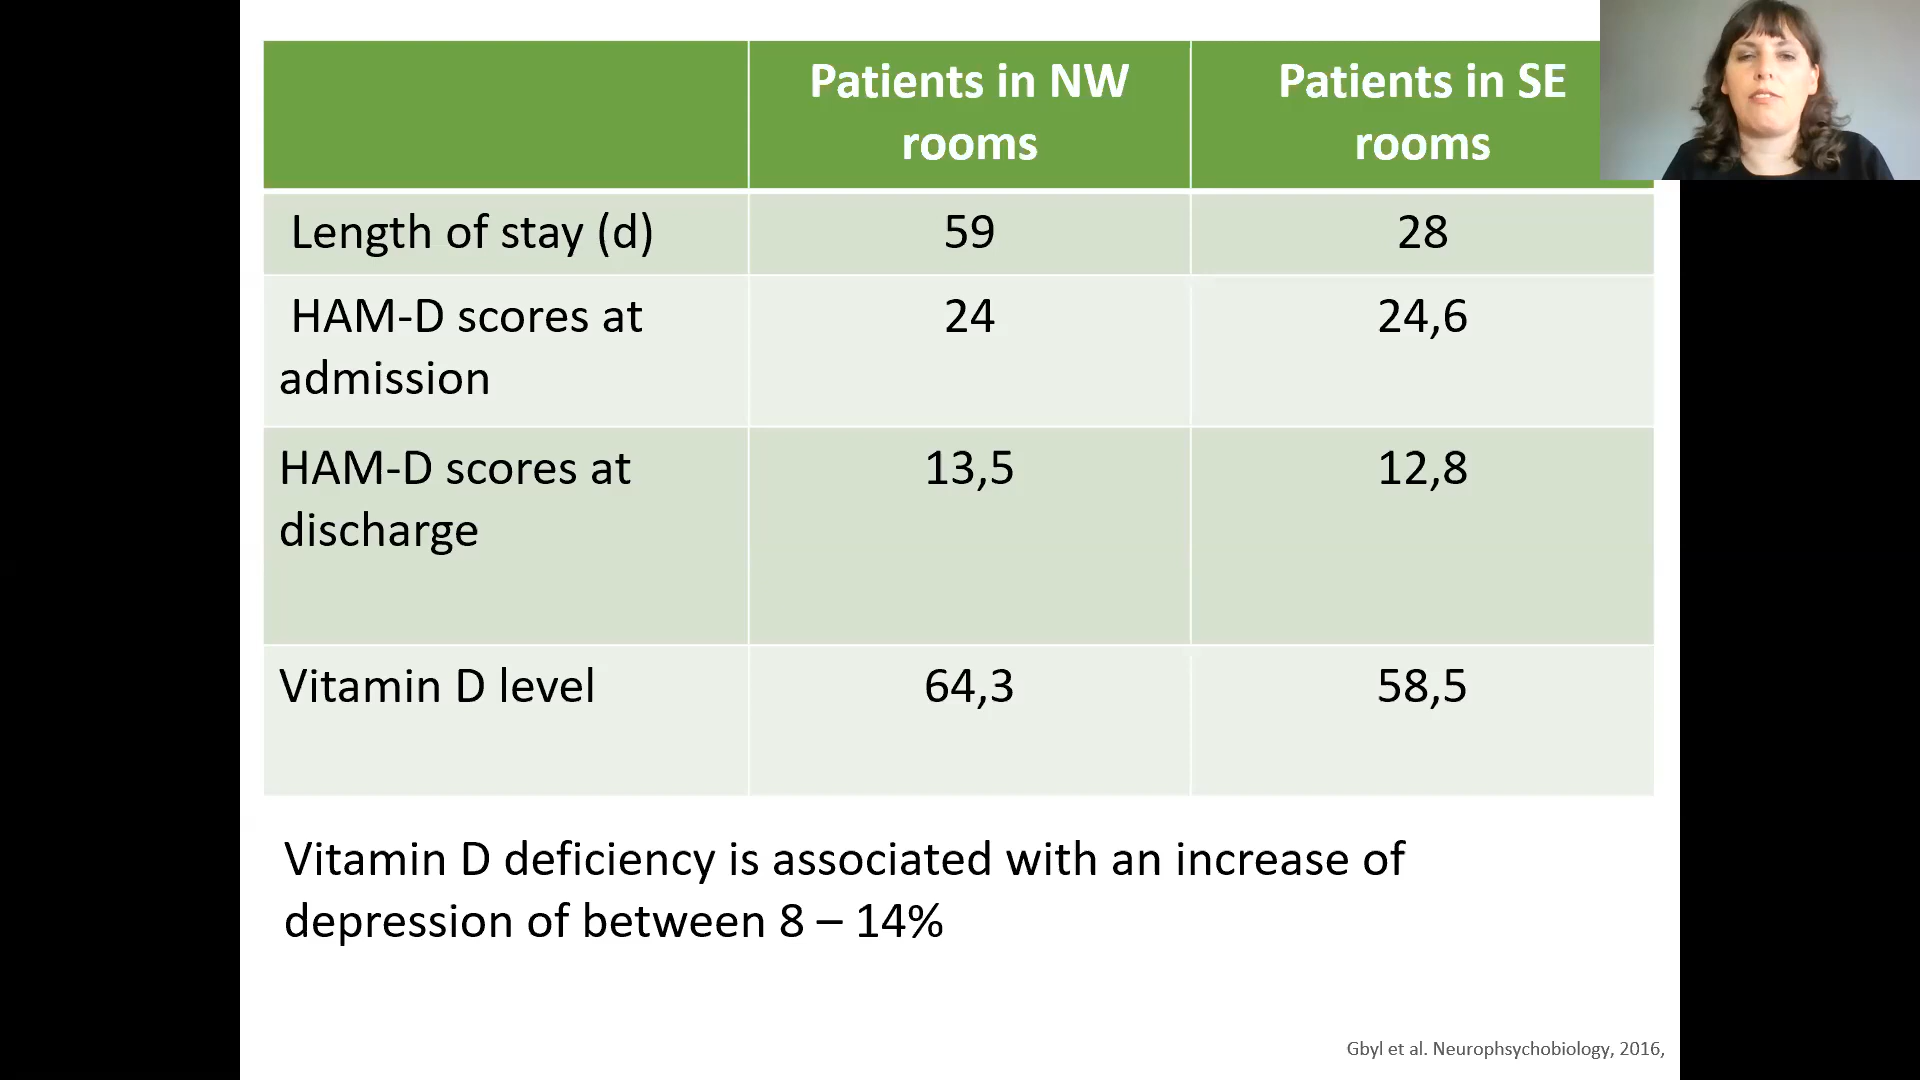 Patients in NW rooms
Patients in SE rooms
Length of stay (d) 59 28
HAM-D scores at admission 24 24,6
HAM-D scores at discharge 13,5 12,8
Vitamin D level 64,3 58,5
Vitamin D deficiency is associated with an increase of
depression of between 8 – 14%
Gbyl et al. Neurophsychobiology, 2016,